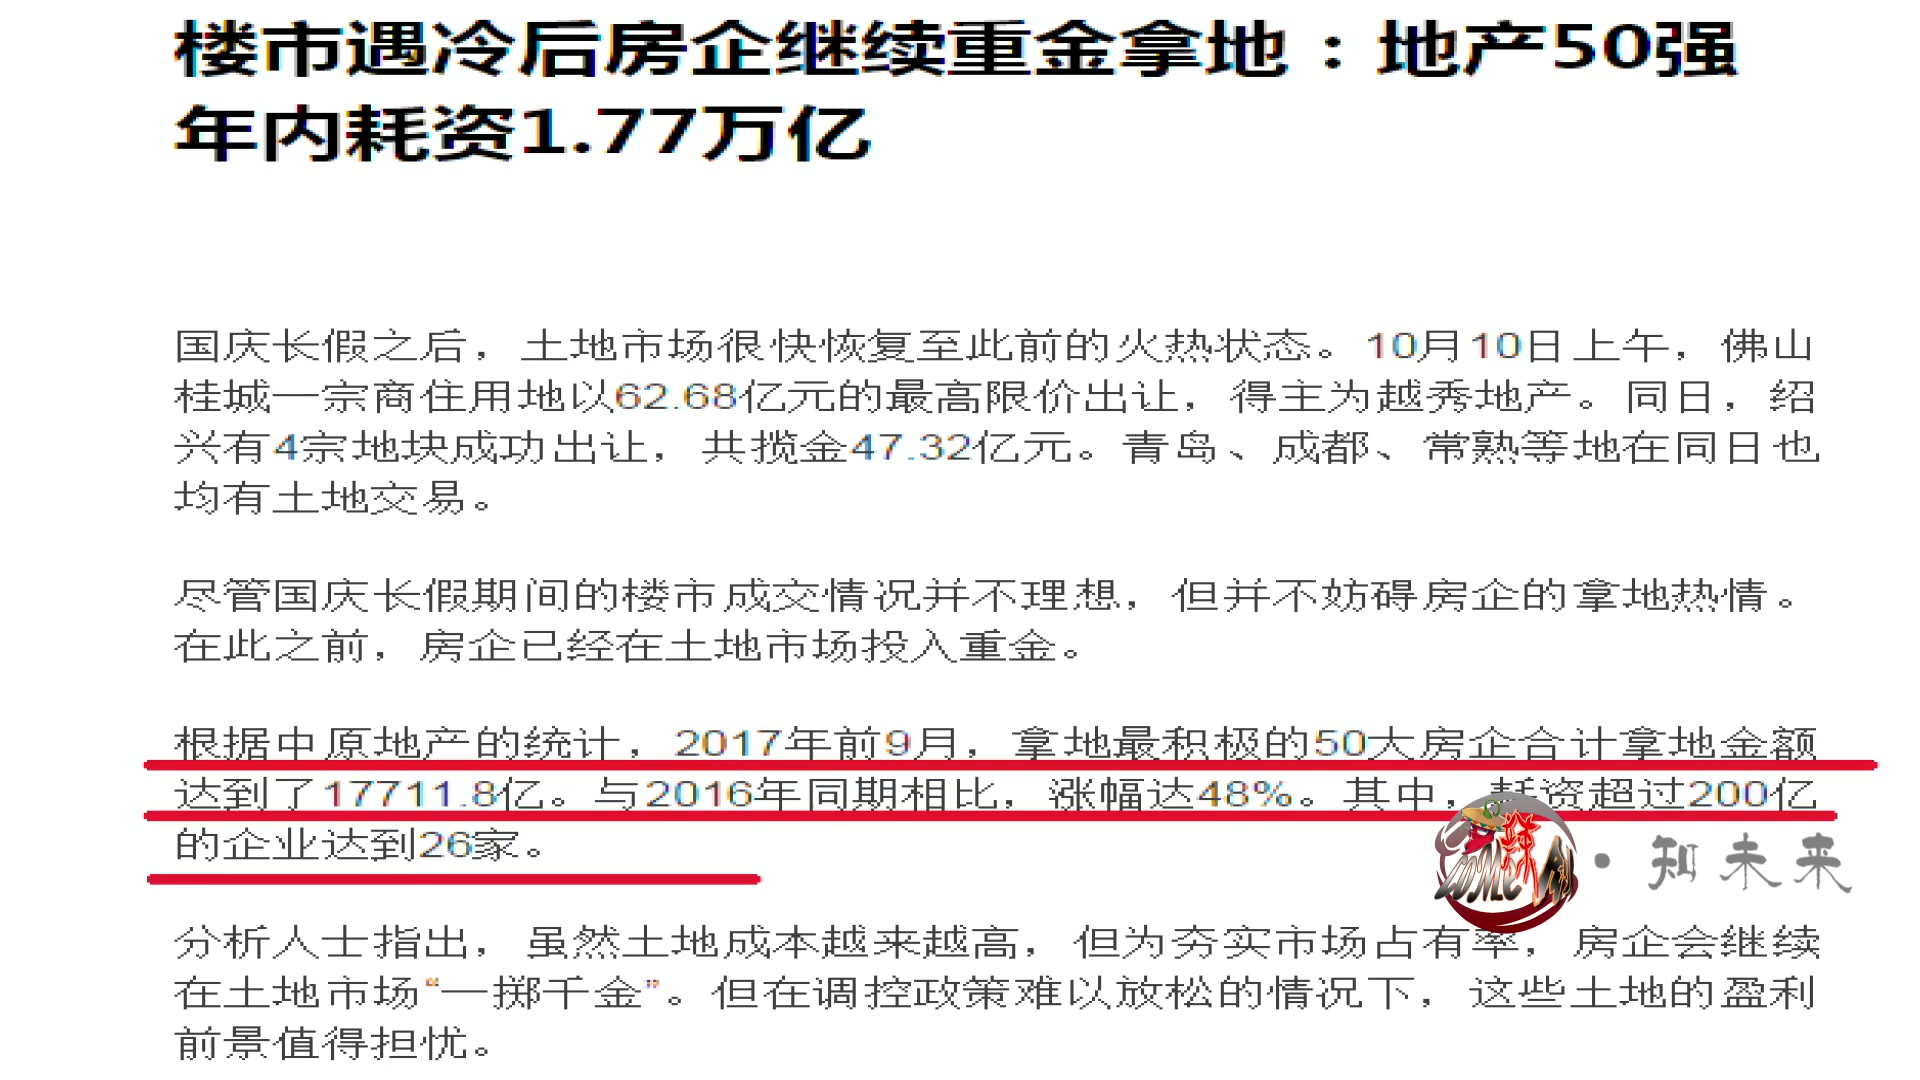 楼市遇冷后房企继续重金拿地：地产50强
年内耗资1.77万亿
国庆长假之后，土地市场很快恢复至此前的火热状态。10月10日上午，佛山
桂城一宗商住用地以62.68亿元的最高限价出让，得主为越秀地产。同日，绍
兴有4宗地块成功出让，共揽金47.32亿元。青岛、成都、常熟等地在同日也
均有土地交易。
尽管国庆长假期间的楼市成交情况并不理想，但并不妨碍房企的拿地热情。
在此之前，房企已经在土地市场投入重金。
根据中原地产的统计，2017年前9月，拿地最积极的50大房企合计拿地金额
达到了17711.8亿。与2016年同期相比，涨幅达48%。其中，耗资超过200亿
的企业达到26家。
·知未来
分析人士指出，虽然土地成本越来越高，但为夯实市场占有率，房企会继续
在土地市场“一掷千金”。但在调控政策难以放松的情况下，这些土地的盈利
前景值得担忧。